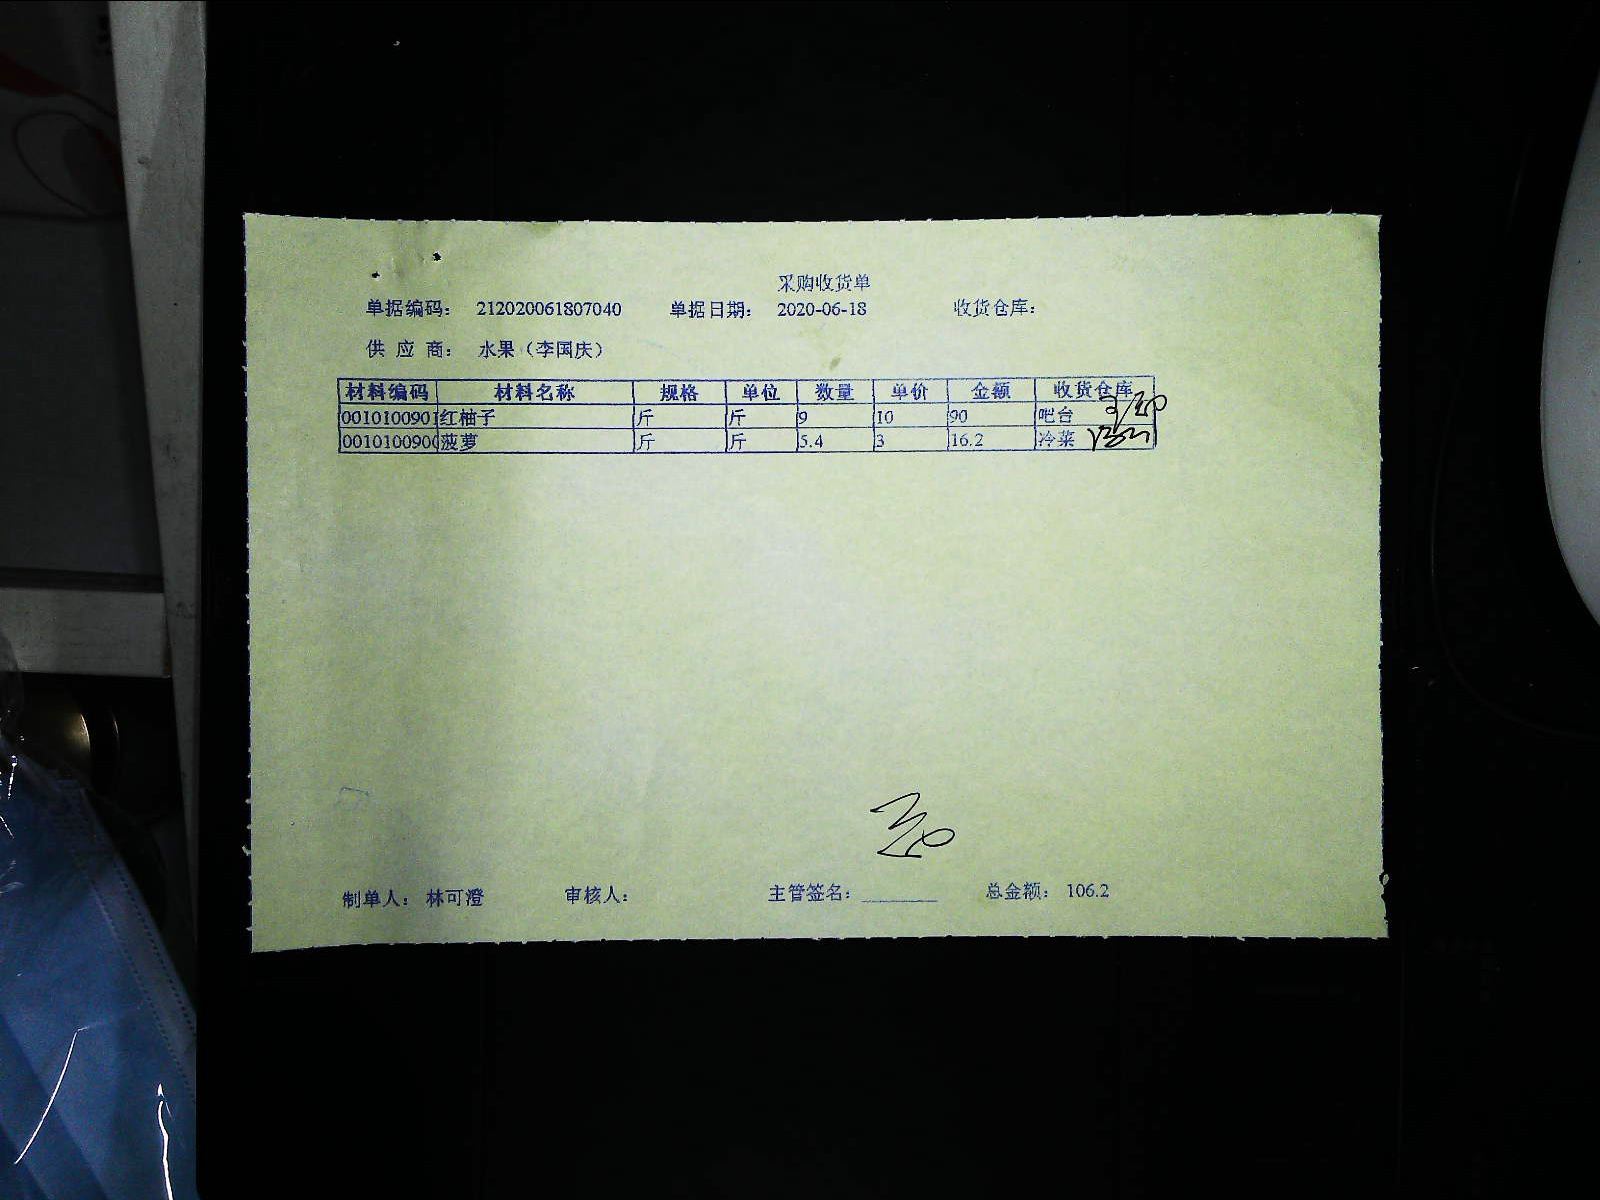 采购收货单
单据编码： 212020061807040 单据日期： 2020-06-18 收货仓库：
供 应 商： 水果（李国庆）
材料编码 材料名称 规格 单位 数量 单价 金额 收货仓库
0010100901 红柚子 斤 斤 9 10 90 吧台
0010100900 菠萝 斤 斤 5.4 3 16.2 冷菜
制单人： 林可澄 审核人： 主管签名： ________ 总金额： 106.2